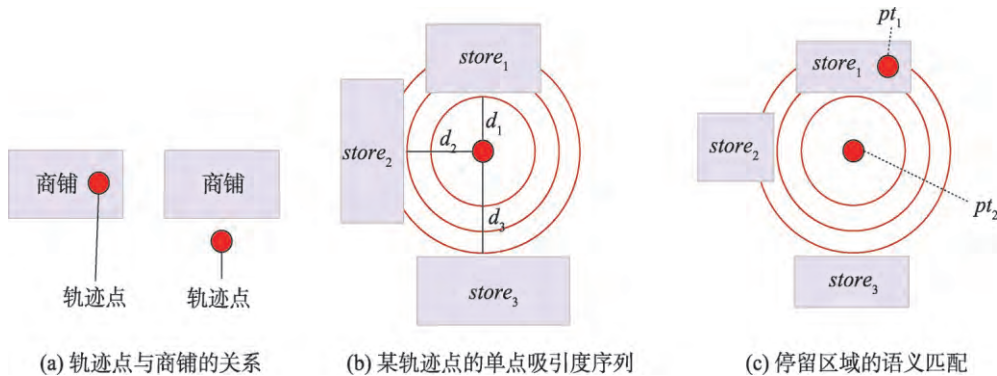 商铺
商铺
轨迹点
轨迹点
(a) 轨迹点与商铺的关系
store₁
store₂
d₁
d₂
d₃
store₃
(b) 某轨迹点的单点吸引度序列
pt₁
store₁
store₂
pt₂
store₃
(c) 停留区域的语义匹配